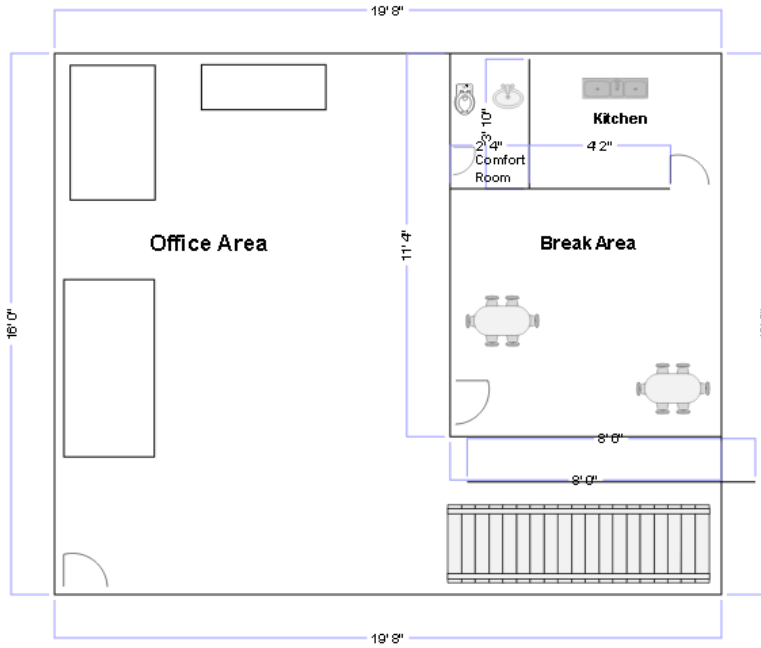 19' 8"
Kitchen
3' 10"
2' 4"
4' 2"
Comfort
Room
Office Area
Break Area
11' 4"
16' 0"
8' 0"
8' 0"
19' 8"